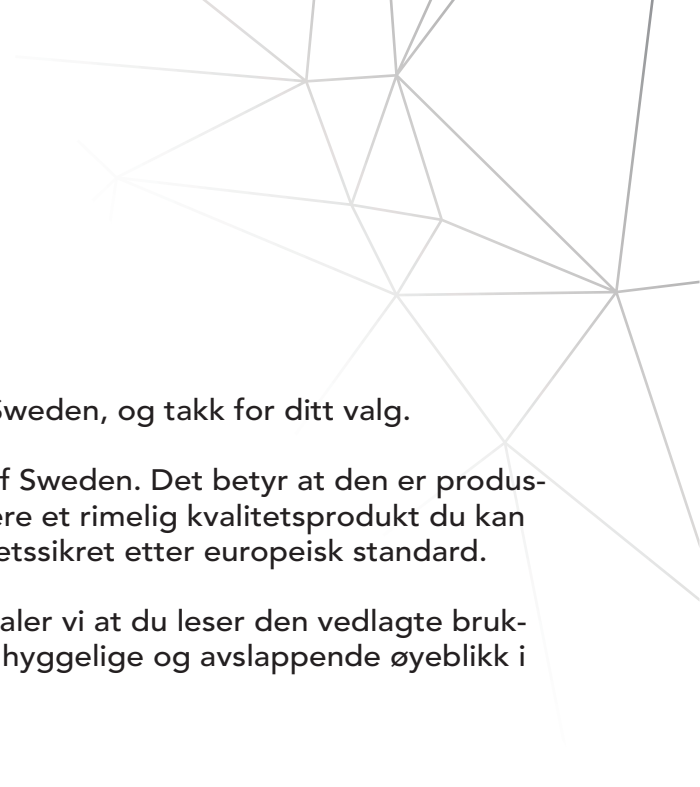 Sweden, og takk for ditt valg.
f Sweden. Det betyr at den er produs-
ere et rimelig kvalitetsprodukt du kan
etssikret etter europeisk standard.
aler vi at du leser den vedlagte bruk-
hyggelige og avslappende øyeblikk i